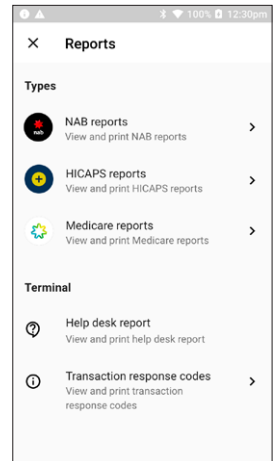 100% 12:30pm
Reports
Types
NAB reports
View and print NAB reports
nab
HICAPS reports
View and print HICAPS reports
Medicare reports
View and print Medicare reports
Terminal
Help desk report
View and print help desk report
Transaction response codes
View and print transaction
response codes